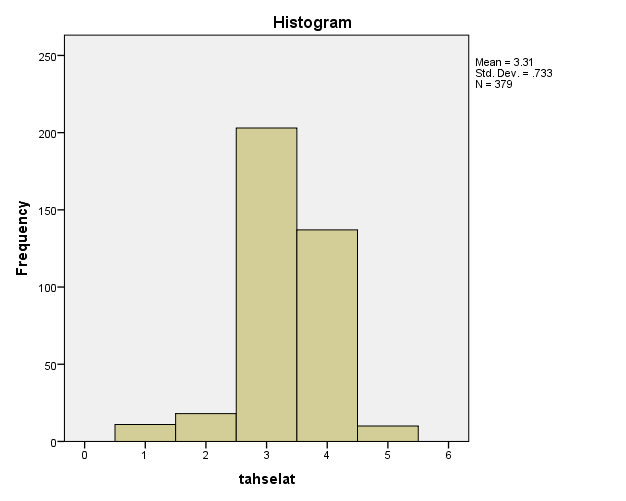 Histogram
Mean = 3.31
Std. Dev. = .733
N = 379
Frequency
250
200
150
100
50
0
0 1 2 3 4 5 6
tahselat